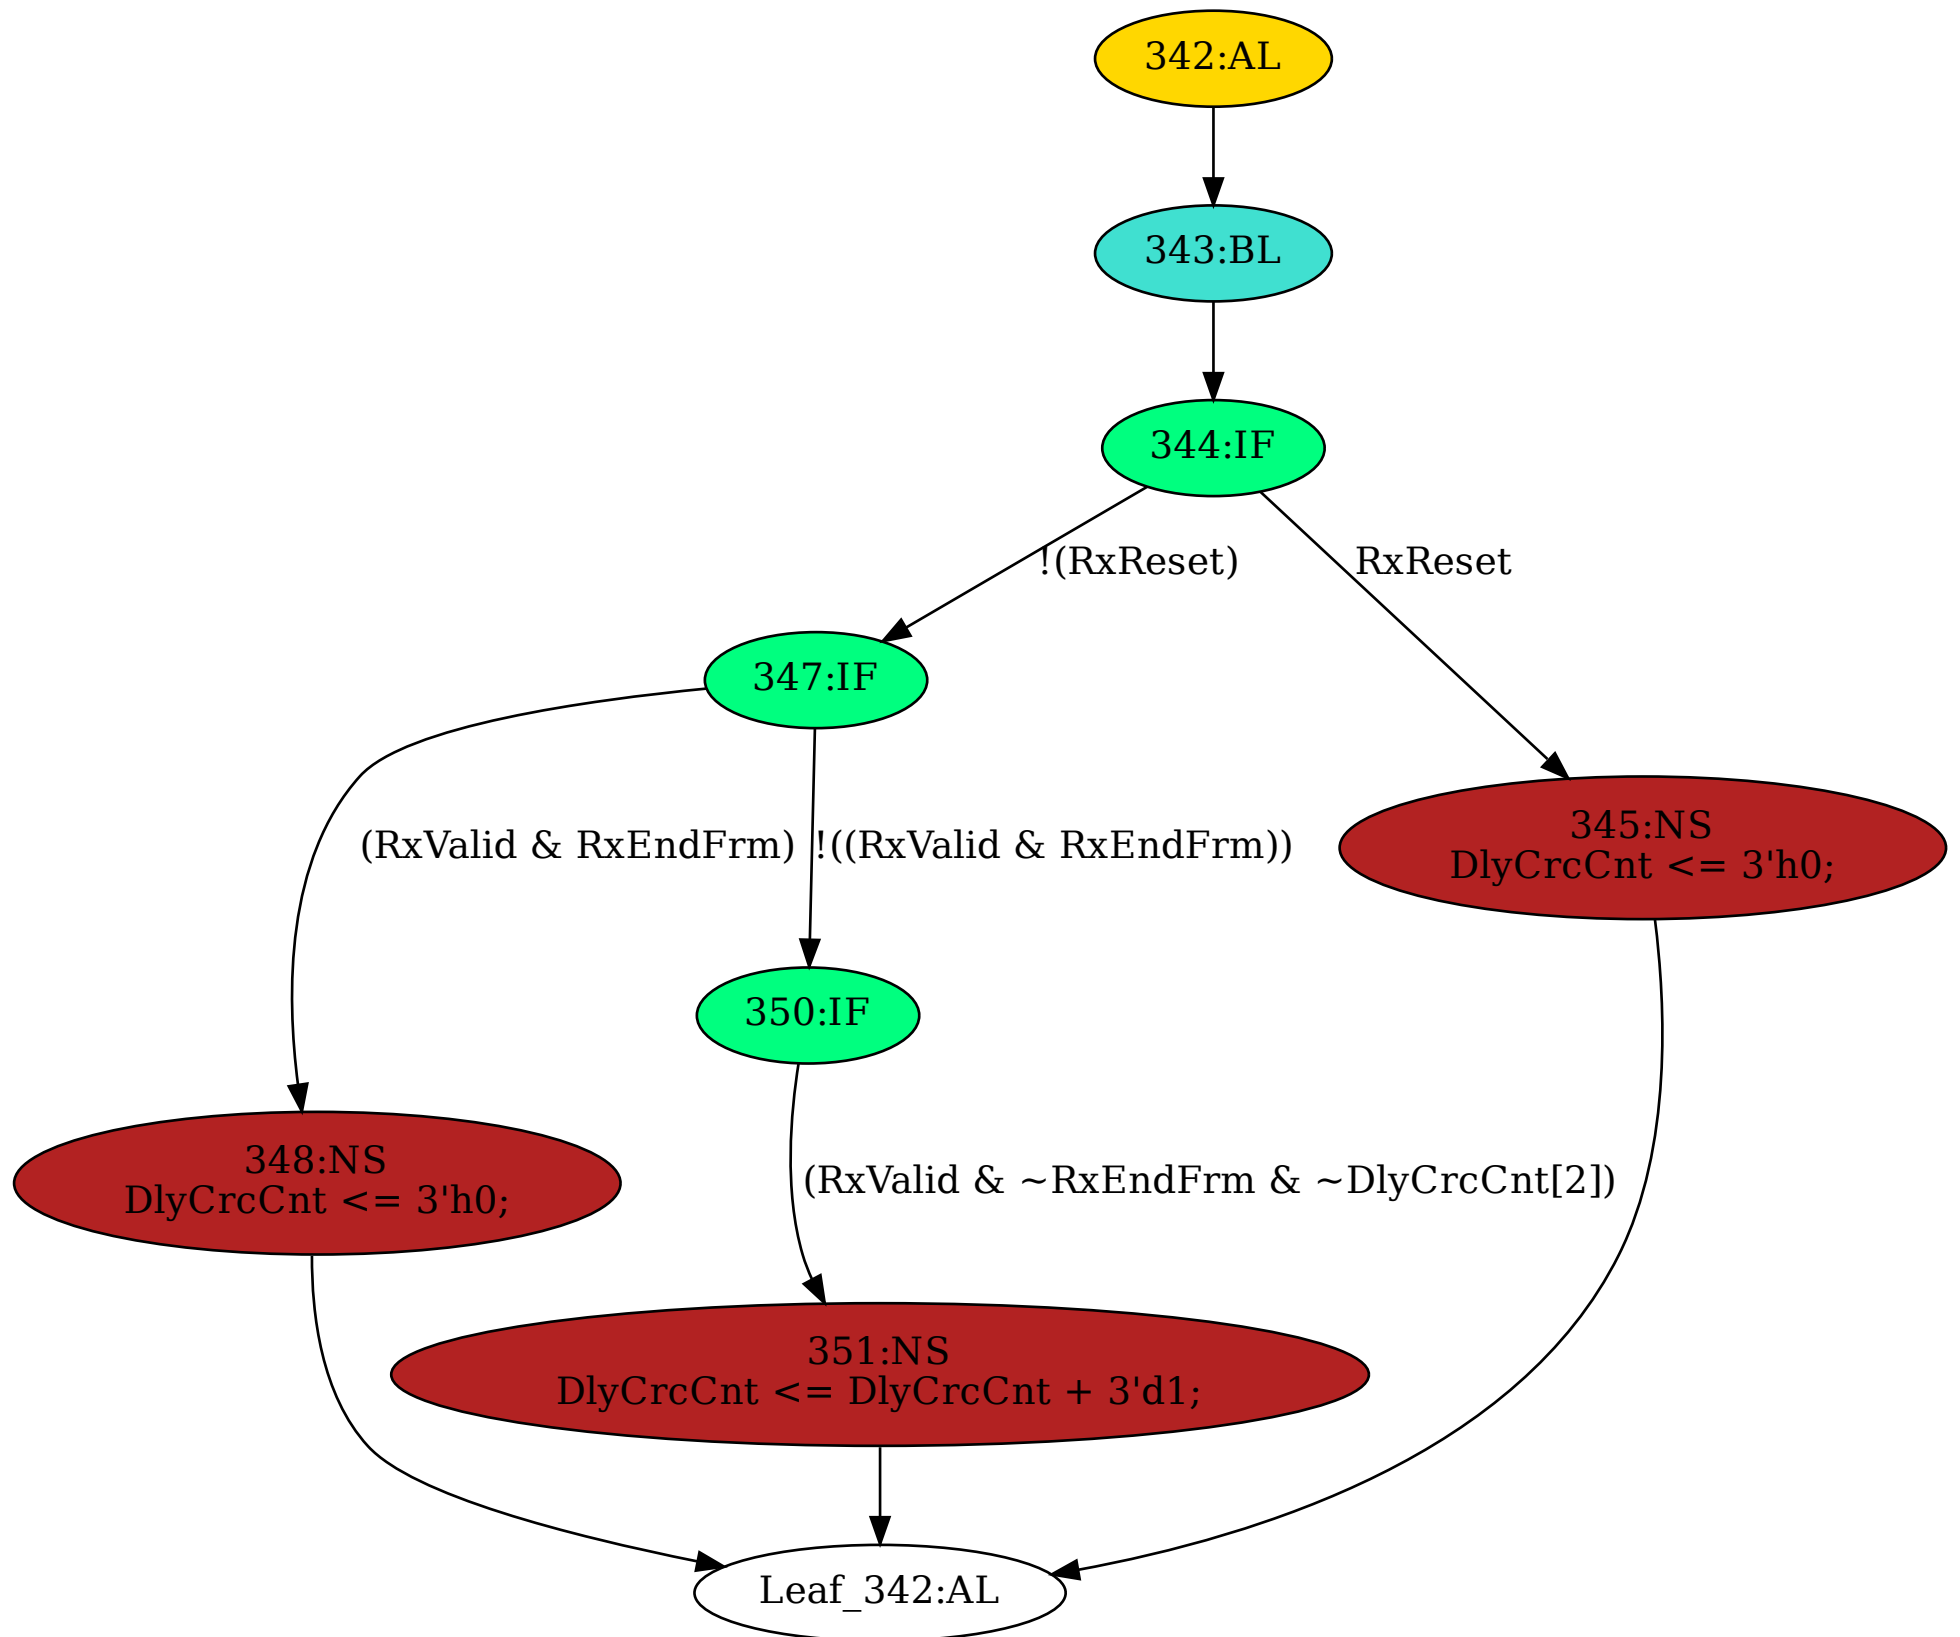 342:AL
343:BL
344:IF
!(RxReset)
RxReset
347:IF
(RxValid & RxEndFrm)
!((RxValid & RxEndFrm))
345:NS
DlyCrcCnt <= 3'h0;
350:IF
348:NS
DlyCrcCnt <= 3'h0;
(RxValid & ~RxEndFrm & ~DlyCrcCnt[2])
351:NS
DlyCrcCnt <= DlyCrcCnt + 3'd1;
Leaf_342:AL